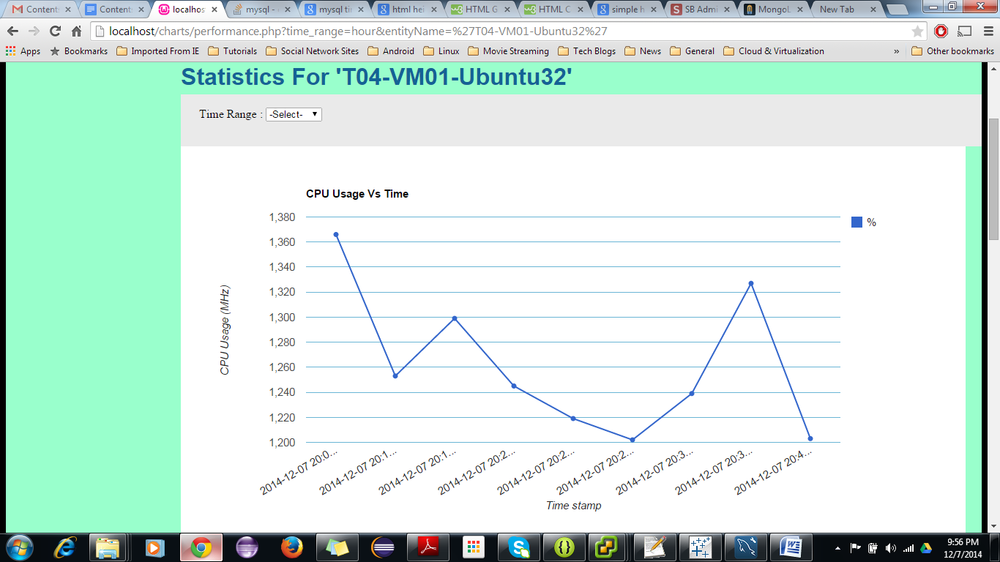 Contents
Contents
localhos
mysql - 
mysql ti
html hei
HTML G
HTML C
simple h
SB Admi
MongoL
New Tab
localhost/charts/performance.php?time_range=hour&entityName=%27T04-VM01-Ubuntu32%27
Apps Bookmarks Imported From IE Tutorials Social Network Sites Android Linux Movie Streaming Tech Blogs News General Cloud & Virtualization » Other bookmarks
Statistics For 'T04-VM01-Ubuntu32'
Time Range : -Select-
CPU Usage Vs Time
%
1,380
1,360
1,340
1,320
1,300
1,280
1,260
1,240
1,220
1,200
CPU Usage (MHz)
2014-12-07 20:0...
2014-12-07 20:1...
2014-12-07 20:1...
2014-12-07 20:2...
2014-12-07 20:2...
2014-12-07 20:2...
2014-12-07 20:3...
2014-12-07 20:3...
2014-12-07 20:4...
Time stamp
9:56 PM
12/7/2014